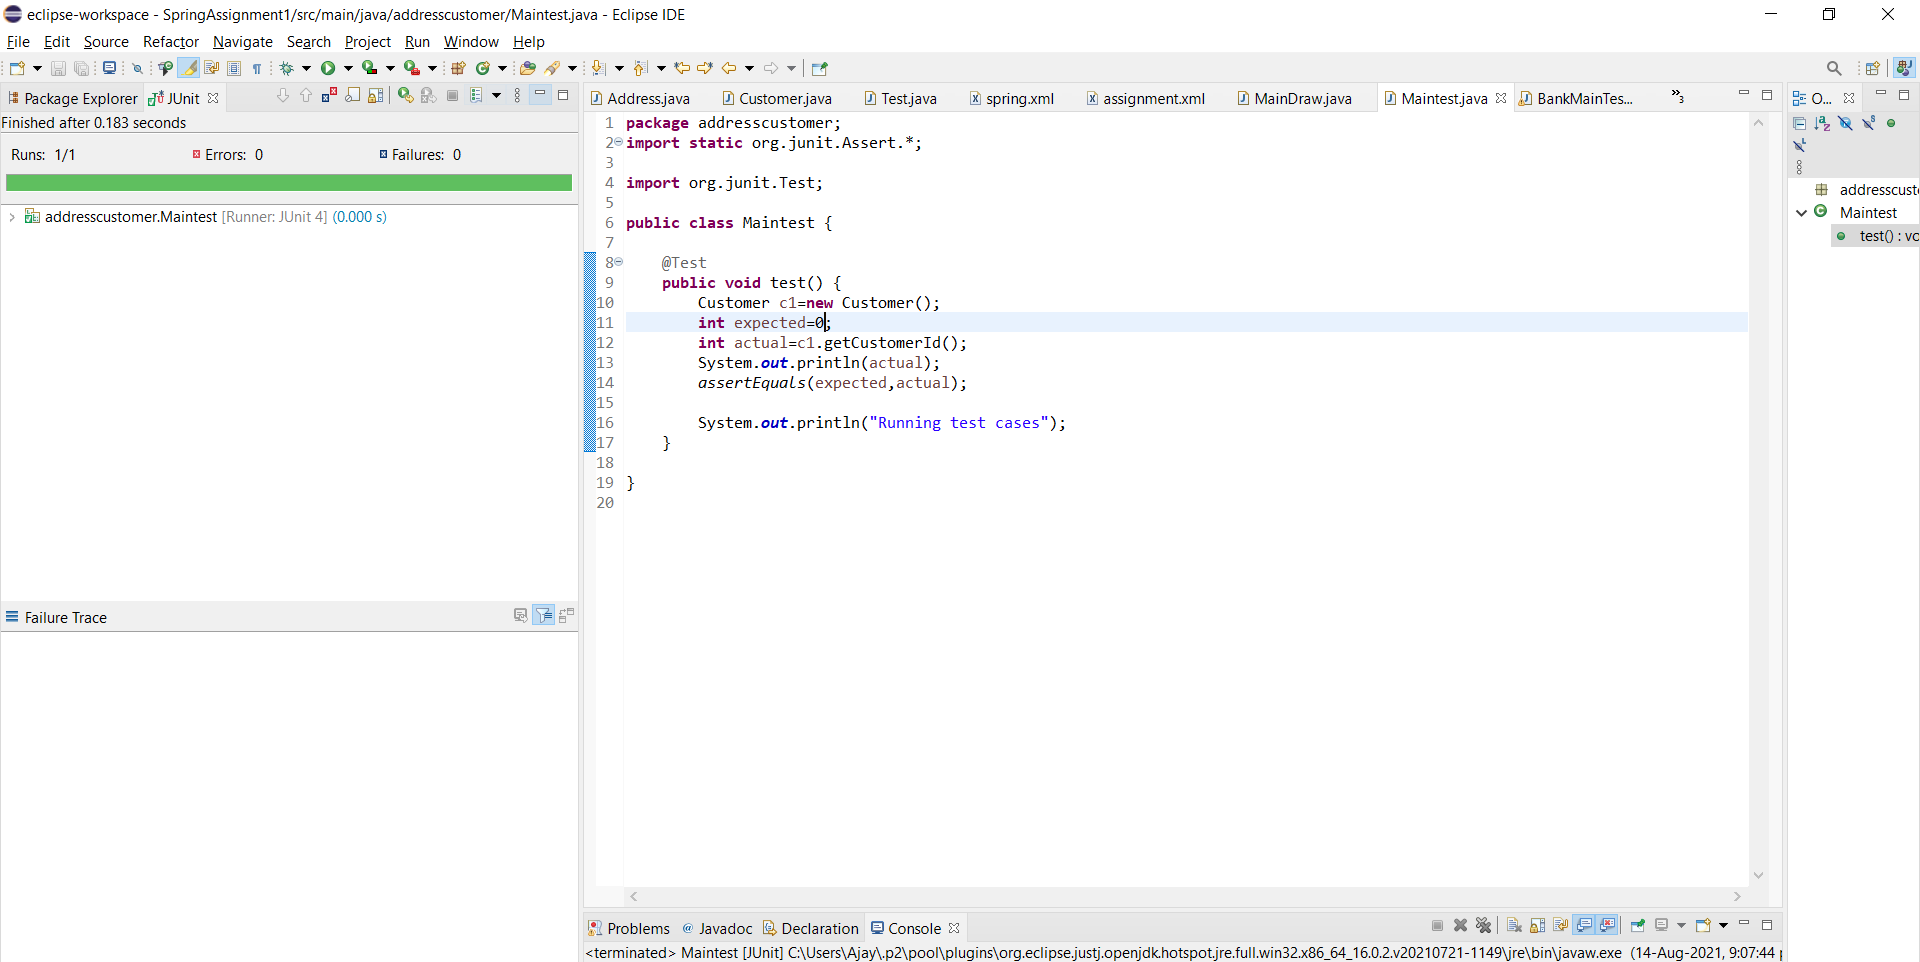 eclipse-workspace - SpringAssignment1/src/main/java/addresscustomer/Maintest.java - Eclipse IDE
File Edit Source Refactor Navigate Search Project Run Window Help
Package Explorer JUnit
Finished after 0.183 seconds
Runs: 1/1 Errors: 0 Failures: 0
addresscustomer.Maintest [Runner: JUnit 4] (0.000 s)
Failure Trace
Address.java Customer.java Test.java spring.xml assignment.xml MainDraw.java Maintest.java BankMainTes... »3
1 package addresscustomer;
2 import static org.junit.Assert.*;
3
4 import org.junit.Test;
5
6 public class Maintest {
7
8 @Test
9 public void test() {
10 Customer c1=new Customer();
11 int expected=0;
12 int actual=c1.getCustomerId();
13 System.out.println(actual);
14 assertEquals(expected,actual);
15
16 System.out.println("Running test cases");
17 }
18
19 }
20
O...
addresscust
Maintest
test() : vo
Problems Javadoc Declaration Console
<terminated> Maintest [JUnit] C:\Users\Ajay\.p2\pool\plugins\org.eclipse.justj.openjdk.hotspot.jre.full.win32.x86_64_16.0.2.v20210721-1149\jre\bin\javaw.exe (14-Aug-2021, 9:07:44 p